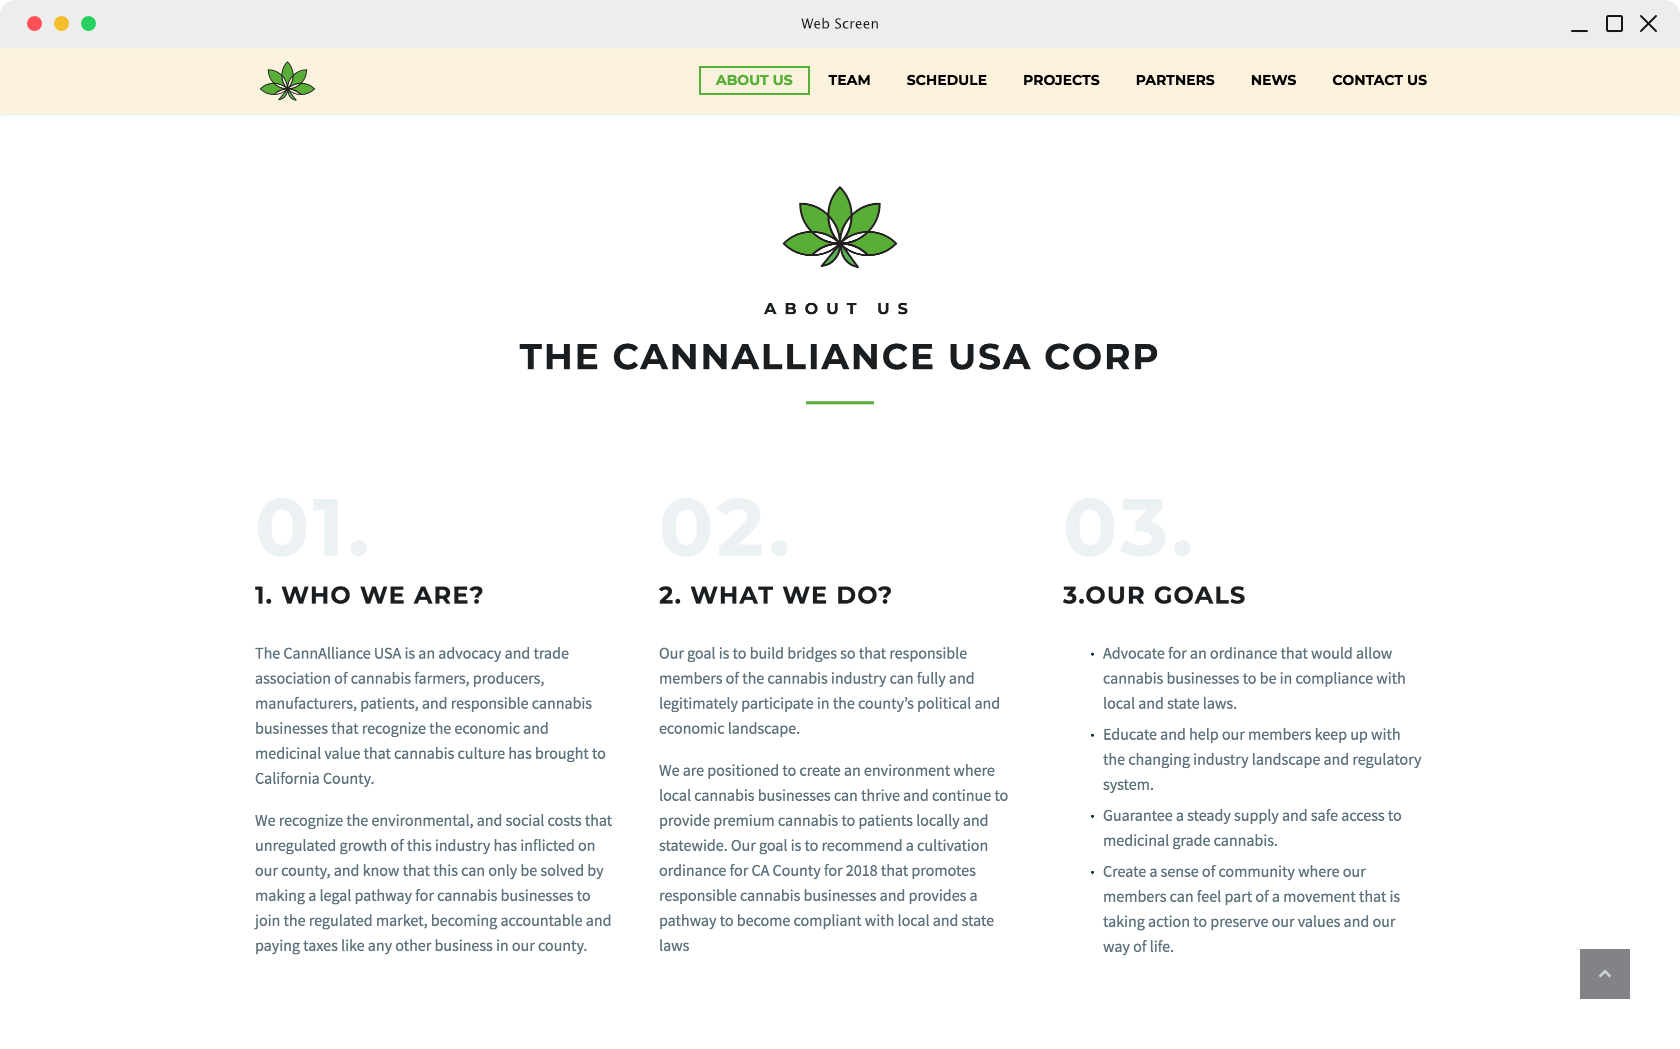 Web Screen
ABOUT US
TEAM
SCHEDULE
PROJECTS
PARTNERS
NEWS
CONTACT US
ABOUT US
THE CANNALLIANCE USA CORP
01.
1. WHO WE ARE?
The CannAlliance USA is an advocacy and trade
association of cannabis farmers, producers,
manufacturers, patients, and responsible cannabis
businesses that recognize the economic and
medicinal value that cannabis culture has brought to
California County.
We recognize the environmental, and social costs that
unregulated growth of this industry has inflicted on
our county, and know that this can only be solved by
making a legal pathway for cannabis businesses to
join the regulated market, becoming accountable and
paying taxes like any other business in our county.
02.
2. WHAT WE DO?
Our goal is to build bridges so that responsible
members of the cannabis industry can fully and
legitimately participate in the county’s political and
economic landscape.
We are positioned to create an environment where
local cannabis businesses can thrive and continue to
provide premium cannabis to patients locally and
statewide. Our goal is to recommend a cultivation
ordinance for CA County for 2018 that promotes
responsible cannabis businesses and provides a
pathway to become compliant with local and state
laws
03.
3.OUR GOALS
• Advocate for an ordinance that would allow
cannabis businesses to be in compliance with
local and state laws.
• Educate and help our members keep up with
the changing industry landscape and regulatory
system.
• Guarantee a steady supply and safe access to
medicinal grade cannabis.
• Create a sense of community where our
members can feel part of a movement that is
taking action to preserve our values and our
way of life.